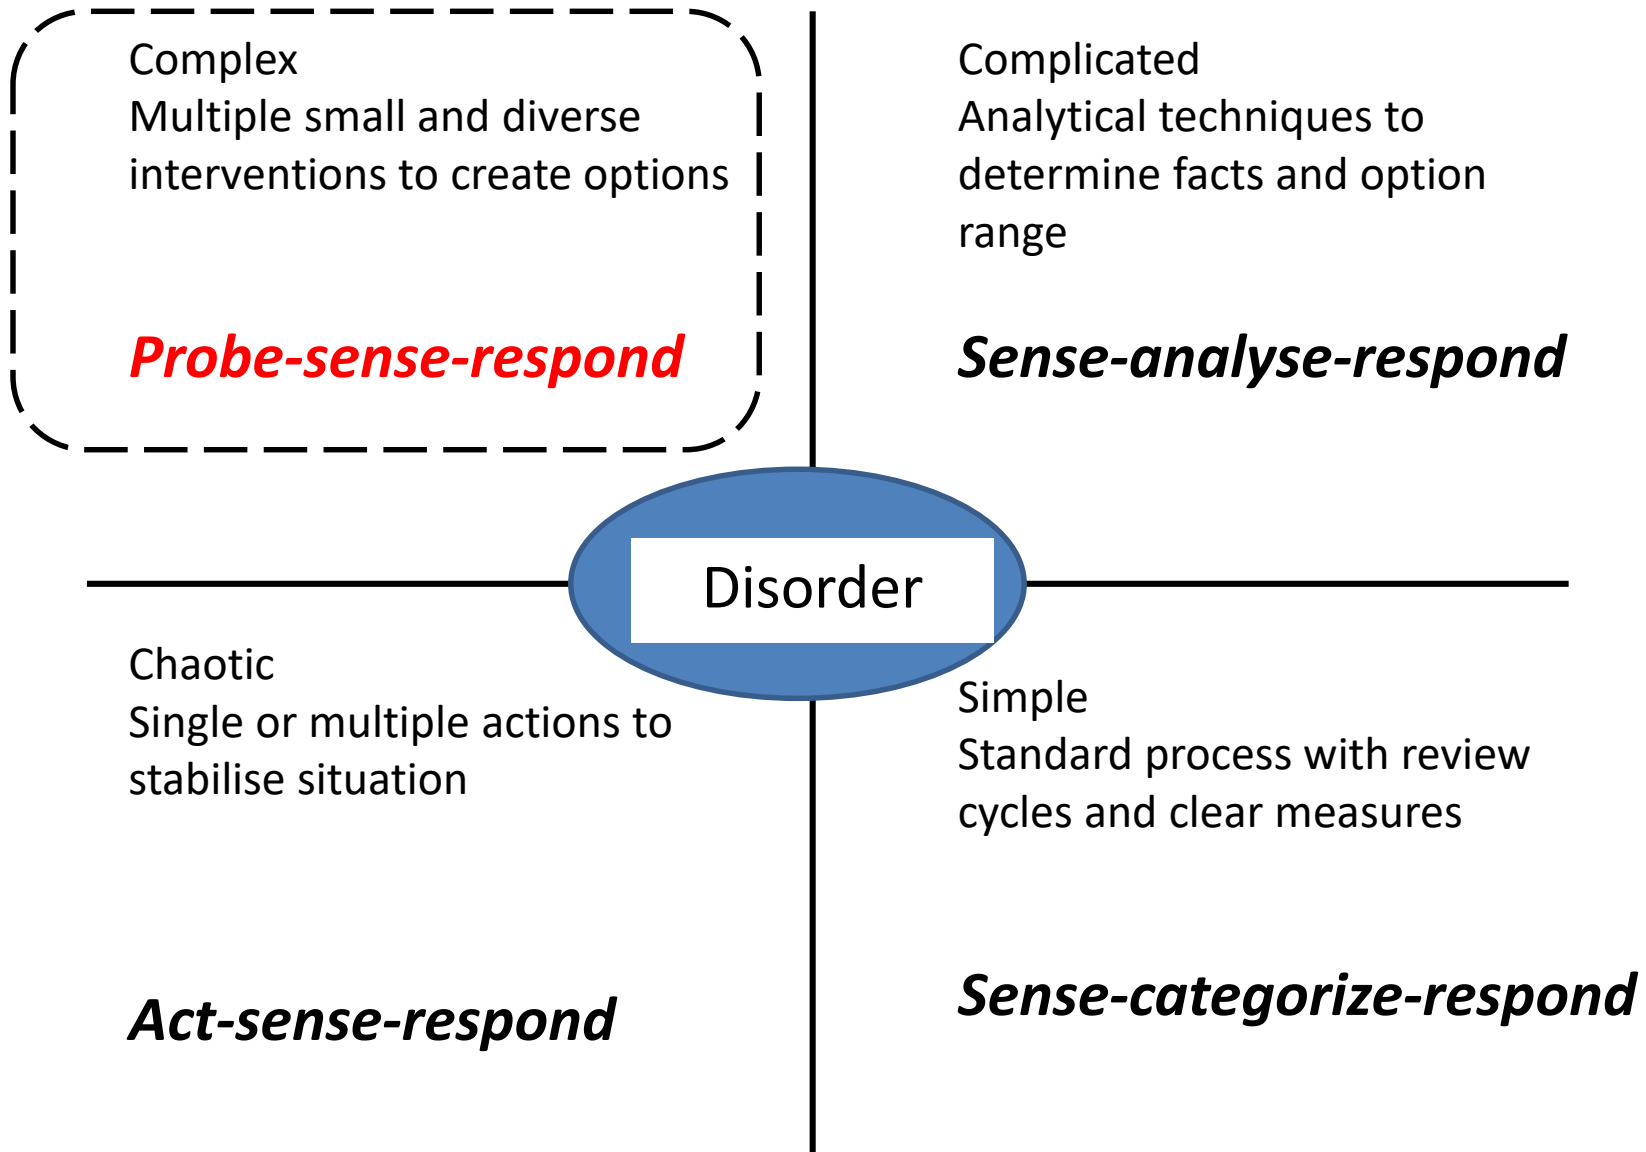 Complex
Multiple small and diverse
interventions to create options
Probe-sense-respond
Complicated
Analytical techniques to
determine facts and option
range
Sense-analyse-respond
Disorder
Chaotic
Single or multiple actions to
stabilise situation
Act-sense-respond
Simple
Standard process with review
cycles and clear measures
Sense-categorize-respond